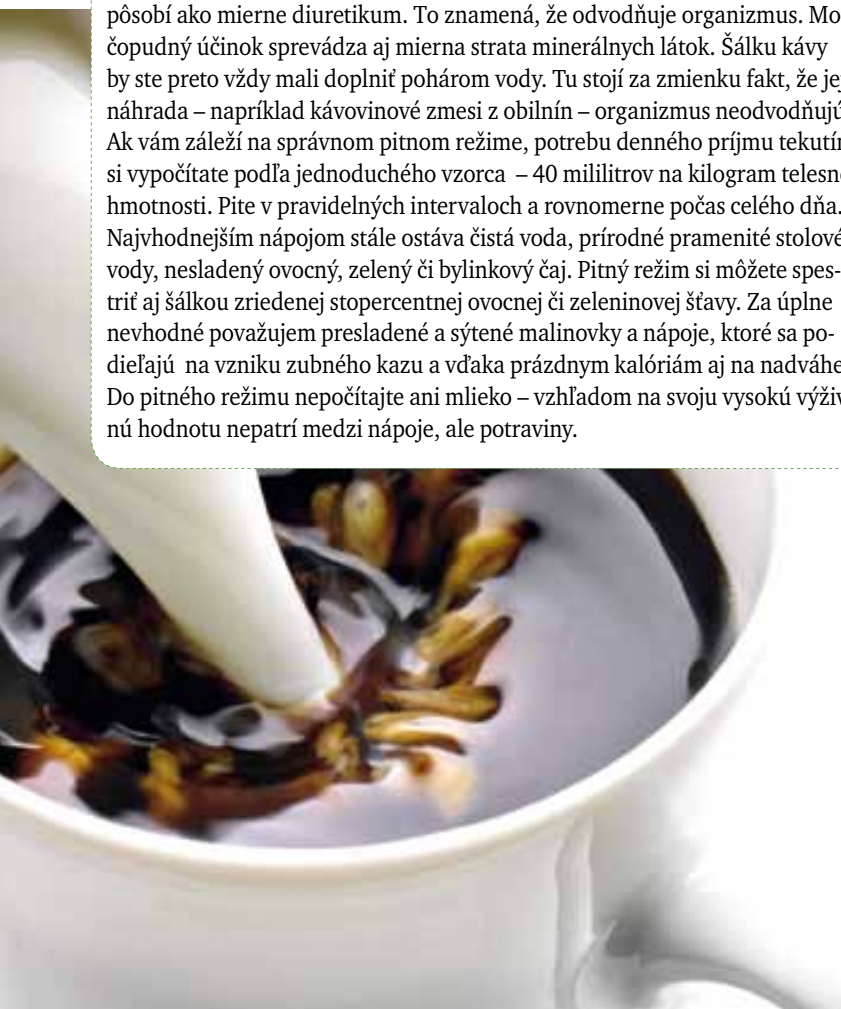 pôsobí ako mierne diuretikum. To znamená, že odvodňuje organizmus. Mo
čopudný účinok sprevádza aj mierna strata minerálnych látok. Šálku kávy
by ste preto vždy mali doplniť pohárom vody. Tu stojí za zmienku fakt, že jej
náhrada – napríklad kávovinové zmesi z obilnín – organizmus neodvodňujú
Ak vám záleží na správnom pitnom režime, potrebu denného príjmu tekutín
si vypočítate podľa jednoduchého vzorca – 40 mililitrov na kilogram telesne
hmotnosti. Pite v pravidelných intervaloch a rovnomerne počas celého dňa.
Najvhodnejším nápojom stále ostáva čistá voda, prírodné pramenité stolové
vody, nesladený ovocný, zelený či bylinkový čaj. Pitný režim si môžete spes-
triť aj šálkou zriedenej stopercentnej ovocnej či zeleninovej šťavy. Za úplne
nevhodné považujem presladené a sýtené malinovky a nápoje, ktoré sa po-
dieľajú na vzniku zubného kazu a vďaka prázdnym kalóriám aj na nadváhe
Do pitného režimu nepočítajte ani mlieko – vzhľadom na svoju vysokú výživ
nú hodnotu nepatrí medzi nápoje, ale potraviny.